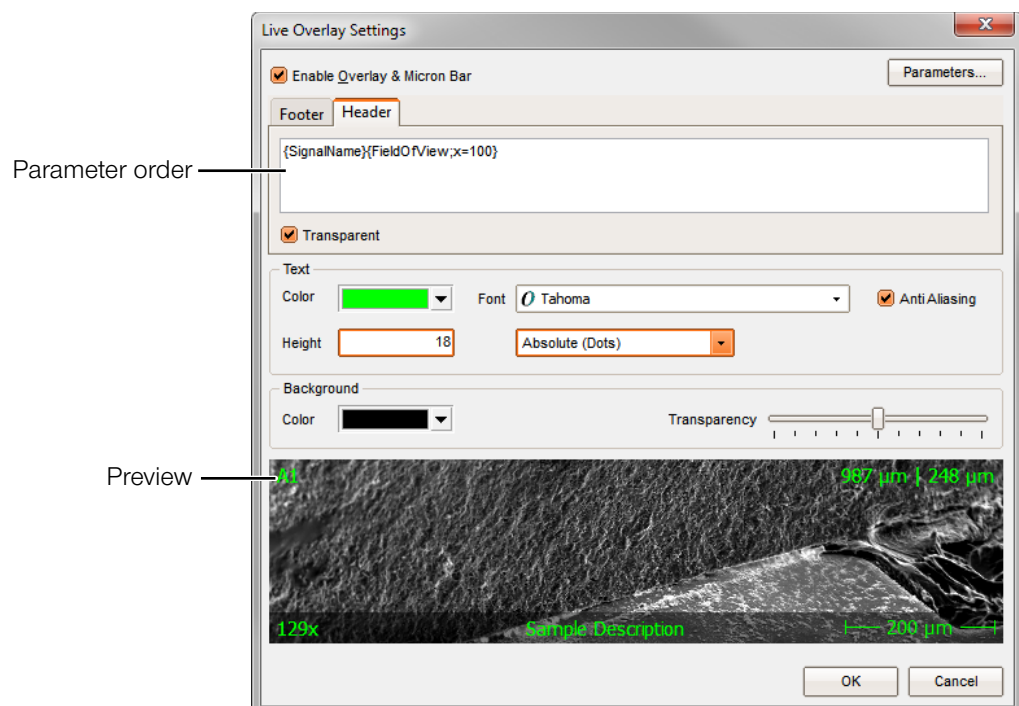 Live Overlay Settings
Enable Overlay & Micron Bar
Parameters...
Footer
Header
{SignalName}{FieldOfView;x=100}
Parameter order
Transparent
Text
Color
Font
Tahoma
Anti Aliasing
Height
18
Absolute (Dots)
Background
Color
Transparency
Preview
A1
987 µm | 248 µm
129x
Sample Description
200 µm
OK
Cancel